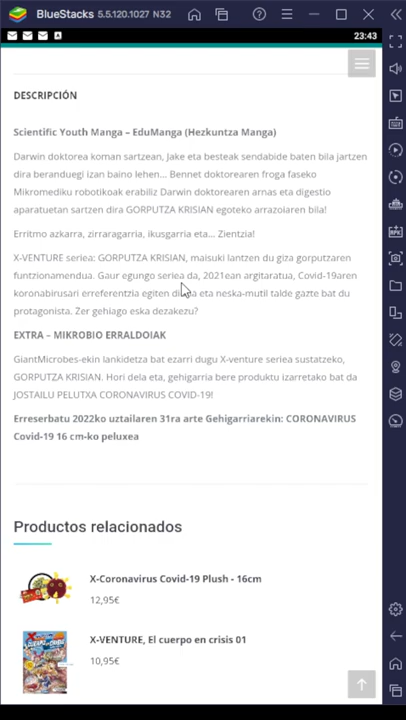 BlueStacks 5.5.120.1027 N32
23:43
DESCRIPCIÓN
Scientific Youth Manga – EduManga (Hezkuntza Manga)
Darwin doktorea koman sartzean, Jake eta besteak sendabide baten bila jartzen
dira beranduegi izan baino lehen... Bennet doktorearen froga faseko
Mikromediku robotikoak erabiliz Darwin doktorearen arnas eta digestio
aparatuetan sartzen dira GORPUTZA KRISIAN egoteko arrazoiaren bila!
Erritmo azkarra, zirraragarria, ikusgarria eta... Zientzia!
X-VENTURE seriea: GORPUTZA KRISIAN, maisuki lantzen du giza gorputzaren
funtzionamendua. Gaur egungo seriea da, 2021ean argitaratua, Covid-19aren
koronabirusari erreferentzia egiten diona eta neska-mutil talde gazte bat du
protagonista. Zer gehiago eska dezakezu?
EXTRA – MIKROBIO ERRALDOIAK
GiantMicrobes-ekin lankidetza bat ezarri dugu X-venture seriea sustatzeko,
GORPUTZA KRISIAN. Hori dela eta, gehigarria bere produktu izarretako bat da
JOSTAILU PELUTXA CORONAVIRUS COVID-19!
Erreserbatu 2022ko uztailaren 31ra arte Gehigarriarekin: CORONAVIRUS
Covid-19 16 cm-ko peluxea
Productos relacionados
X-Coronavirus Covid-19 Plush - 16cm
12,95€
X-VENTURE, El cuerpo en crisis 01
10,95€